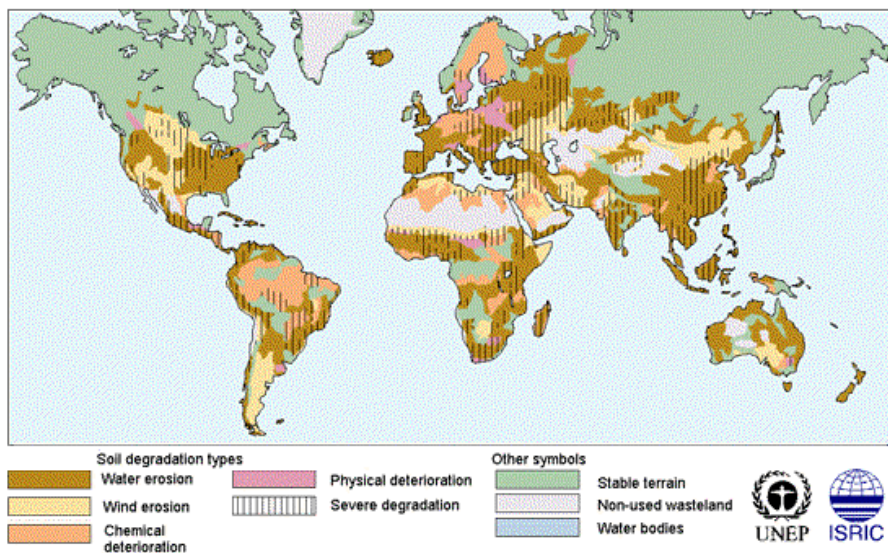 Soil degradation types
Water erosion
Wind erosion
Chemical
deterioration
Physical deterioration
Severe degradation
Other symbols
Stable terrain
Non-used wasteland
Water bodies
UNEP
ISRIC